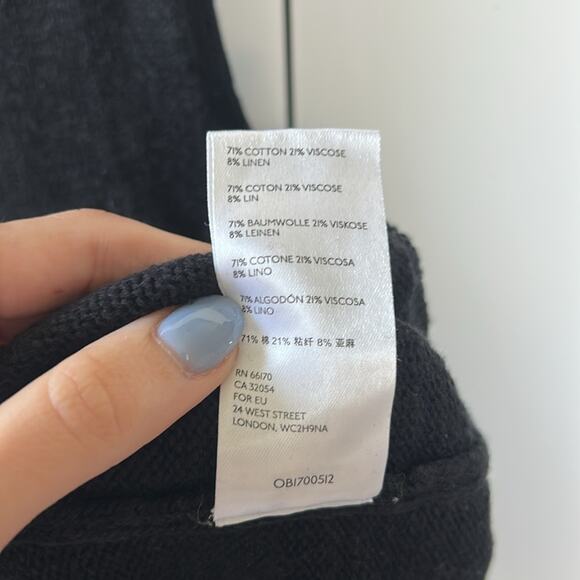 71% COTTON 21% VISCOSE
8% LINEN
71% COTON 21% VISCOSE
8% LIN
71% BAUMWOLLE 21% VISKOSE
8% LEINEN
71% COTONE 21% VISCOSA
8% LINO
71% ALGODÓN 21% VISCOSA
8% LINO
71% 棉 21% 粘纤 8% 亚麻
RN 66170
CA 32054
FOR EU
24 WEST STREET
LONDON, WC2H9NA
OB1700512